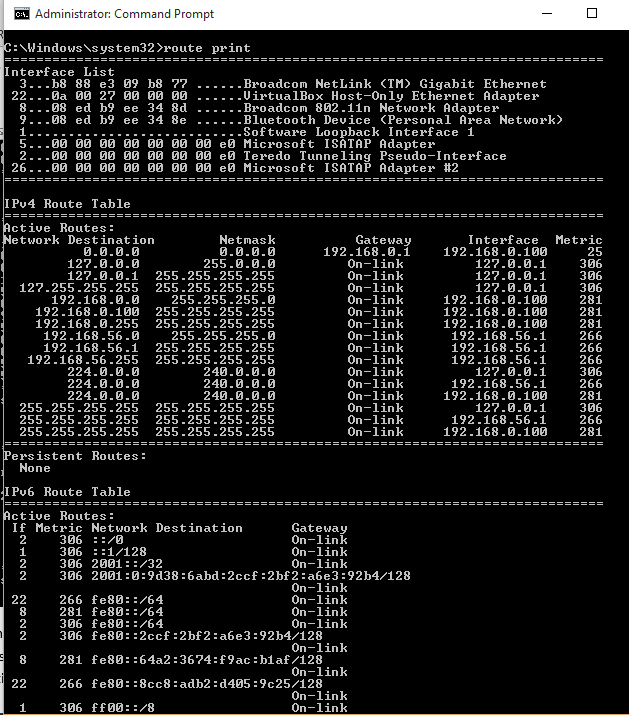 Administrator: Command Prompt
C:\Windows\system32>route print
===========================================================================
Interface List
  3...b8 88 e3 09 b8 77 ......Broadcom NetLink (TM) Gigabit Ethernet
 22...0a 00 27 00 00 00 ......VirtualBox Host-Only Ethernet Adapter
  8...08 ed b9 ee 34 8d ......Broadcom 802.11n Network Adapter
  9...08 ed b9 ee 34 8e ......Bluetooth Device (Personal Area Network)
  1...........................Software Loopback Interface 1
  5...00 00 00 00 00 00 00 e0 Microsoft ISATAP Adapter
  2...00 00 00 00 00 00 00 e0 Teredo Tunneling Pseudo-Interface
 26...00 00 00 00 00 00 00 e0 Microsoft ISATAP Adapter #2
===========================================================================
IPv4 Route Table
===========================================================================
Active Routes:
Network Destination        Netmask          Gateway       Interface  Metric
          0.0.0.0          0.0.0.0      192.168.0.1    192.168.0.100     25
        127.0.0.0        255.0.0.0         On-link         127.0.0.1    306
        127.0.0.1  255.255.255.255         On-link         127.0.0.1    306
  127.255.255.255  255.255.255.255         On-link         127.0.0.1    306
      192.168.0.0    255.255.255.0         On-link     192.168.0.100    281
    192.168.0.100  255.255.255.255         On-link     192.168.0.100    281
    192.168.0.255  255.255.255.255         On-link     192.168.0.100    281
     192.168.56.0    255.255.255.0         On-link      192.168.56.1    266
     192.168.56.1  255.255.255.255         On-link      192.168.56.1    266
   192.168.56.255  255.255.255.255         On-link      192.168.56.1    266
        224.0.0.0        240.0.0.0         On-link         127.0.0.1    306
        224.0.0.0        240.0.0.0         On-link      192.168.56.1    266
        224.0.0.0        240.0.0.0         On-link     192.168.0.100    281
  255.255.255.255  255.255.255.255         On-link         127.0.0.1    306
  255.255.255.255  255.255.255.255         On-link      192.168.56.1    266
  255.255.255.255  255.255.255.255         On-link     192.168.0.100    281
===========================================================================
Persistent Routes:
  None
IPv6 Route Table
===========================================================================
Active Routes:
 If Metric Network Destination      Gateway
  2    306 ::/0                     On-link
  1    306 ::1/128                  On-link
  2    306 2001::/32                On-link
  2    306 2001:0:9d38:6abd:2ccf:2bf2:a6e3:92b4/128
                                    On-link
 22    266 fe80::/64                On-link
  8    281 fe80::/64                On-link
  2    306 fe80::/64                On-link
  2    306 fe80::2ccf:2bf2:a6e3:92b4/128
                                    On-link
  8    281 fe80::64a2:3674:f9ac:b1af/128
                                    On-link
 22    266 fe80::8cc8:adb2:d405:9c25/128
                                    On-link
  1    306 ff00::/8                 On-link